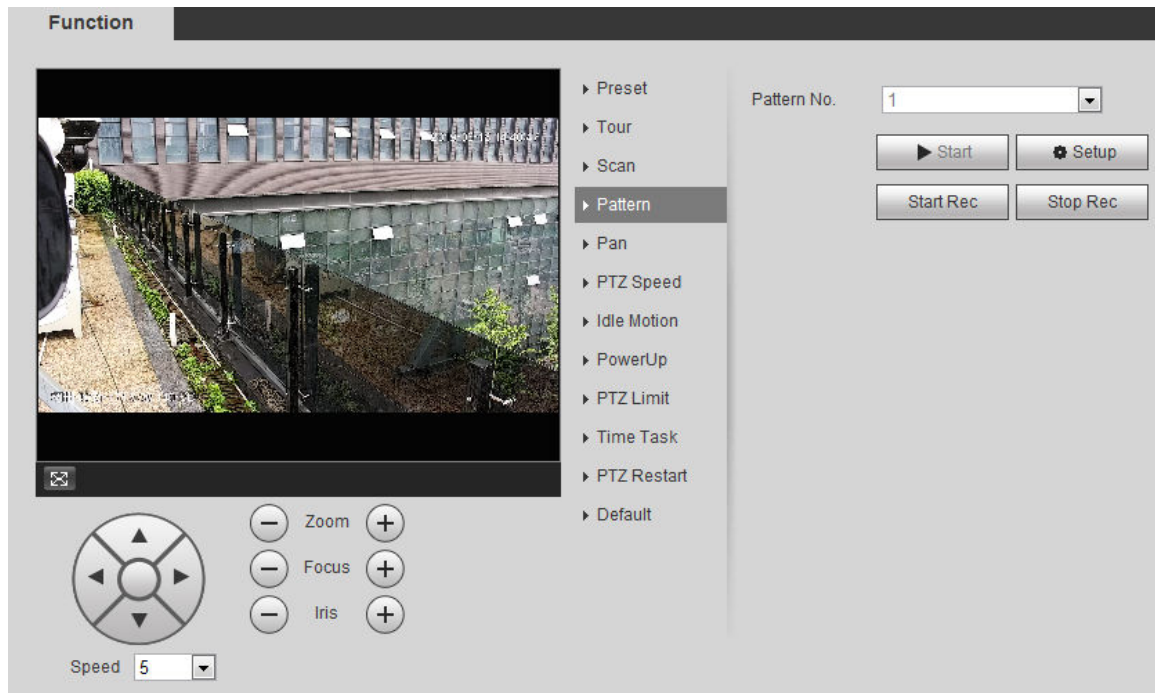 Function
Preset
Tour
Scan
Pattern
Pan
PTZ Speed
Idle Motion
PowerUp
PTZ Limit
Time Task
PTZ Restart
Default
Pattern No. 1
Start Setup
Start Rec Stop Rec
Zoom
Focus
Iris
Speed 5